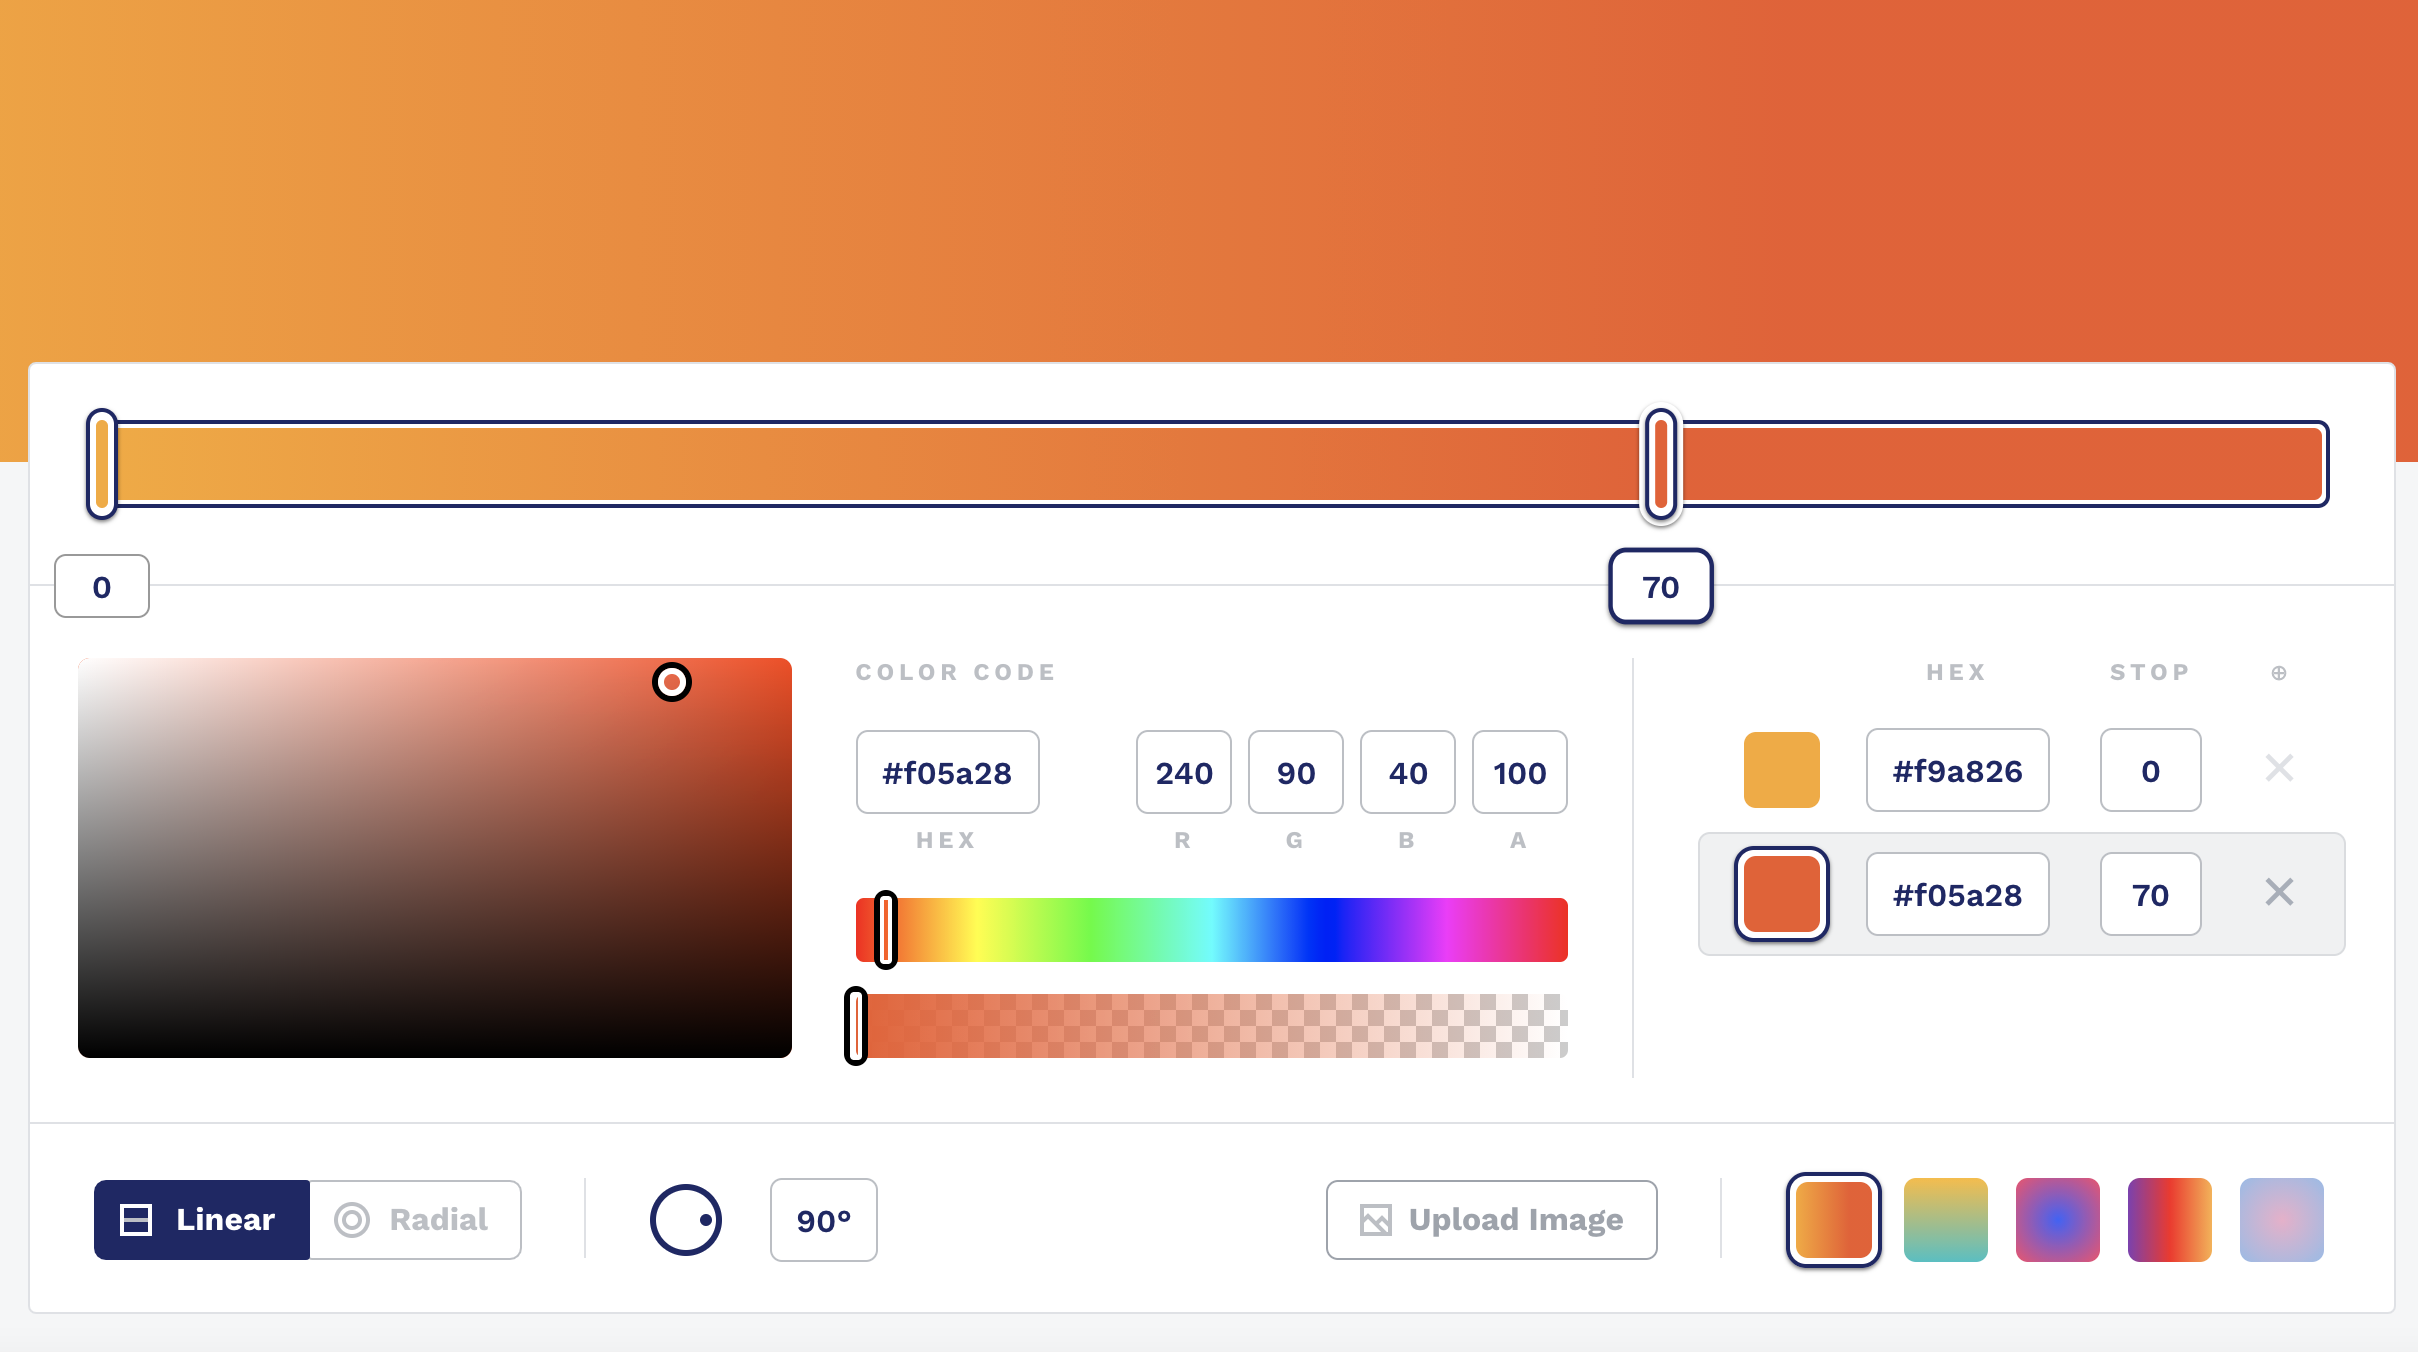 0
70
COLOR CODE
#f05a28 240 90 40 100
HEX R G B A
HEX STOP
#f9a826 0
#f05a28 70
Linear Radial 90° Upload Image